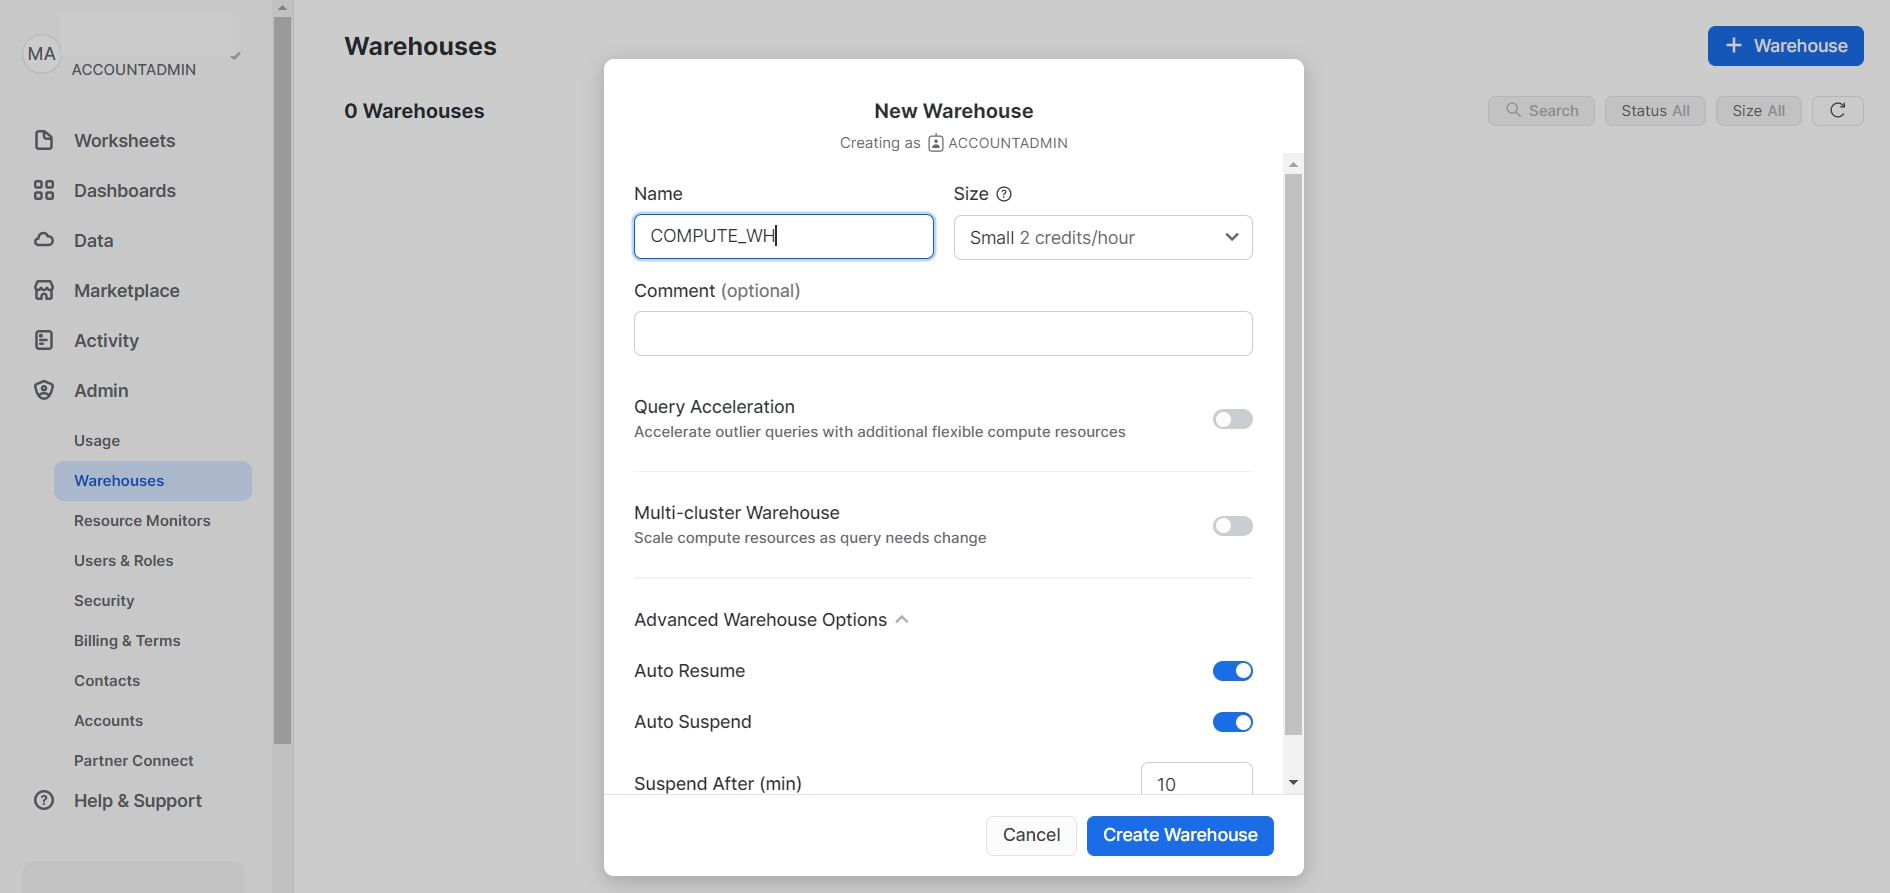 MA
ACCOUNTADMIN
Worksheets
Dashboards
Data
Marketplace
Activity
Admin
Usage
Warehouses
Resource Monitors
Users & Roles
Security
Billing & Terms
Contacts
Accounts
Partner Connect
Help & Support
Warehouses
+ Warehouse
0 Warehouses
Search
Status All
Size All
New Warehouse
Creating as ACCOUNTADMIN
Name
Size
COMPUTE_WH
Small 2 credits/hour
Comment (optional)
Query Acceleration
Accelerate outlier queries with additional flexible compute resources
Multi-cluster Warehouse
Scale compute resources as query needs change
Advanced Warehouse Options
Auto Resume
Auto Suspend
Suspend After (min)
10
Cancel
Create Warehouse